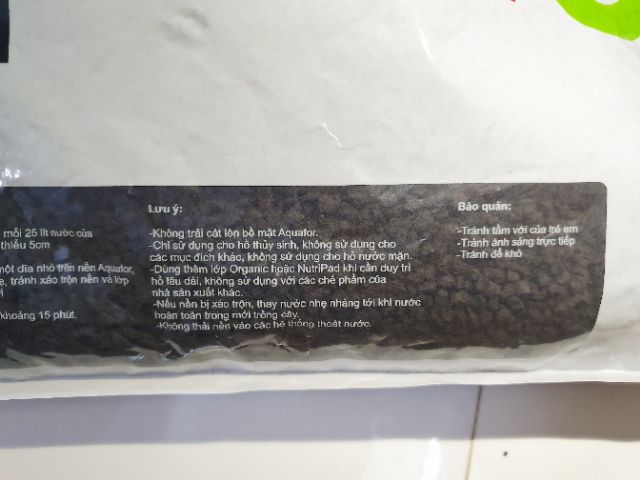 mỗi 25 lít nước của
thiểu 5cm
một dĩa nhỏ trên nền Aquafor,
tránh xáo trộn nền và lớp
khoảng 15 phút.
Lưu ý:
-Không trải cát lên bề mặt Aquafor.
-Chỉ sử dụng cho hồ thủy sinh, không sử dụng cho
các mục đích khác, không sử dụng cho hồ nước mặn.
-Dùng thêm lớp Organic hoặc NutriPad khi cần duy trì
hồ lâu dài, không sử dụng với các chế phẩm của
nhà sản xuất khác.
-Nếu nền bị xáo trộn, thay nước nhẹ nhàng tới khi nước
hoàn toàn trong mới trồng cây.
-Không thải nền vào các hệ thống thoát nước.
Bảo quản:
-Tránh tầm với của trẻ em
-Tránh ánh sáng trực tiếp
-Tránh để khô